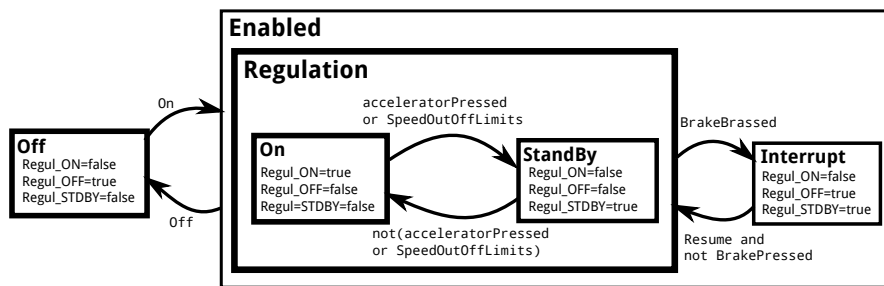 Enabled
Regulation
On
acceleratorPressed
or SpeedOutOffLimits
BrakeBrassed
Off
Regul_ON=false
Regul_OFF=true
Regul_STDBY=false
On
Regul_ON=true
Regul_OFF=false
Regul=STDBY=false
StandBy
Regul_ON=false
Regul_OFF=false
Regul_STDBY=true
Interrupt
Regul_ON=false
Regul_OFF=true
Regul_STDBY=true
Off
not(acceleratorPressed
or SpeedOutOffLimits)
Resume and
not BrakePressed